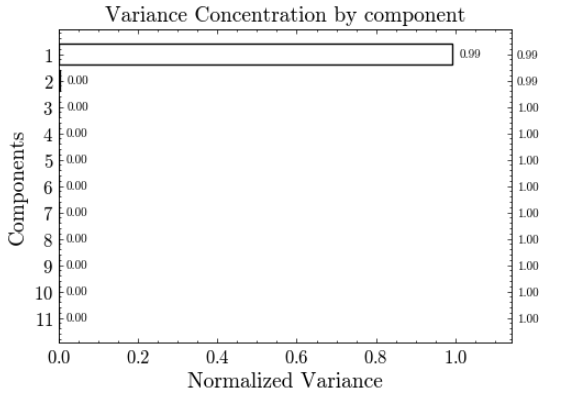 Variance Concentration by component
1 0.99 0.99
2 0.00 0.99
3 0.00 1.00
4 0.00 1.00
5 0.00 1.00
6 0.00 1.00
7 0.00 1.00
8 0.00 1.00
9 0.00 1.00
10 0.00 1.00
11 0.00 1.00
Components
0.0 0.2 0.4 0.6 0.8 1.0
Normalized Variance